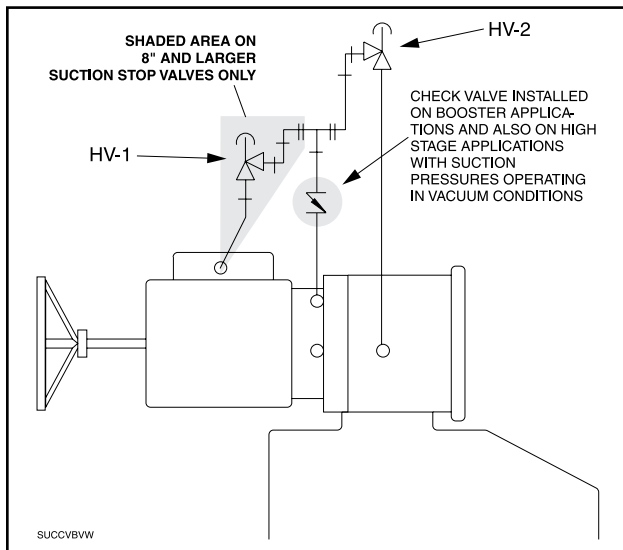 SHADED AREA ON
8" AND LARGER
SUCTION STOP VALVES ONLY
HV-2
HV-1
CHECK VALVE INSTALLED
ON BOOSTER APPLICA-
TIONS AND ALSO ON HIGH
STAGE APPLICATIONS
WITH SUCTION
PRESSURES OPERATING
IN VACUUM CONDITIONS
SUCCVBVW